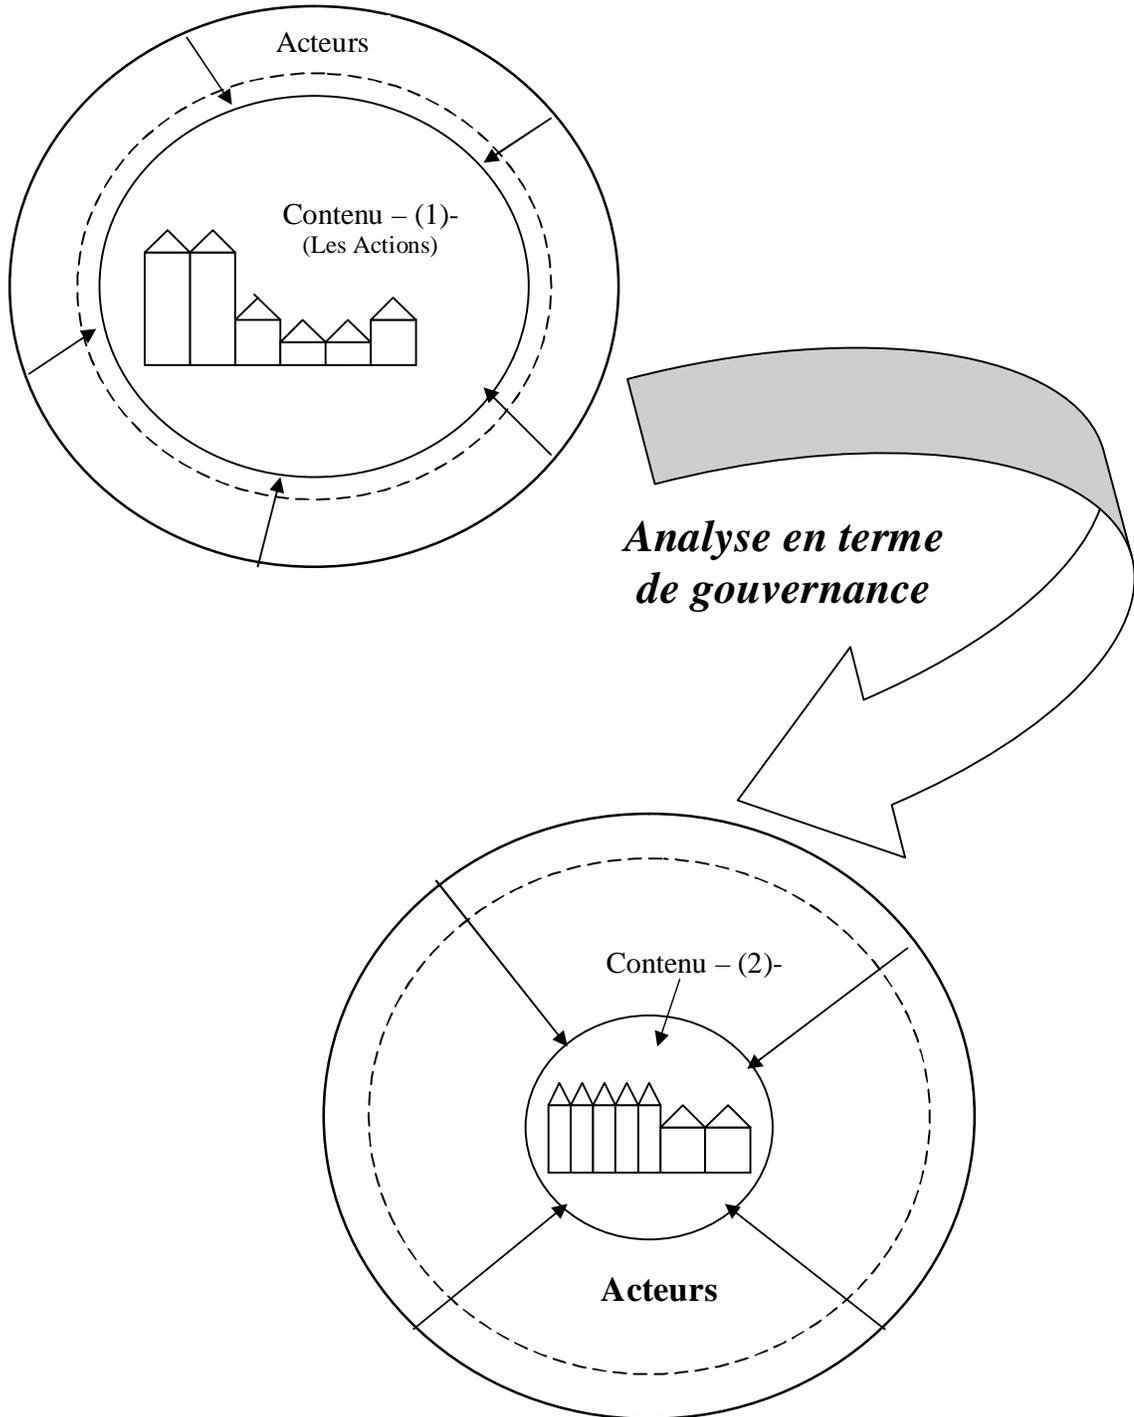 Acteurs
Contenu – (1)-
(Les Actions)
Analyse en terme
de gouvernance
Contenu – (2)-
Acteurs